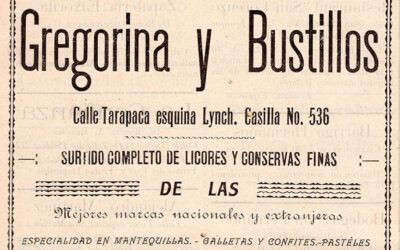 Gregorina y Bustillos
Calle Tarapaca esquina Lynch. Casilla No. 536
SURTIDO COMPLETO DE LICORES Y CONSERVAS FINAS
DE LAS
Mejores marcas nacionales y extranjeras
ESPECIALIDAD EN MANTEQUILLAS.- GALLETAS Y CONFITES.-PASTÉLES